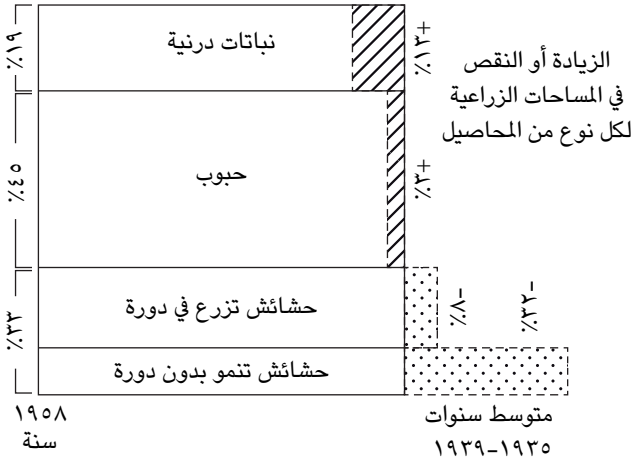 ٪١٩
نباتات درنية
+١٣٪
الزيادة أو النقص
في المساحات الزراعية
لكل نوع من المحاصيل
٪٤٥
حبوب
+٣٪
٪٣٣
حشائش تزرع في دورة
-٨٪
-٣٢٪
حشائش تنمو بدون دورة
١٩٥٨
سنة
متوسط سنوات
١٩٣٥–١٩٣٩